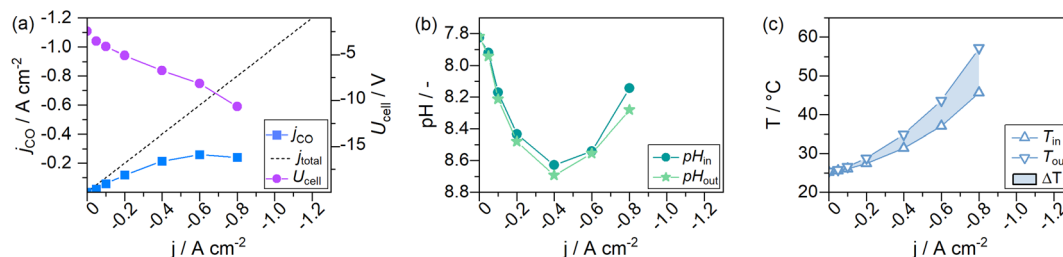 (a)
-1.2
-1.0
-0.8
-0.6
-0.4
-0.2
j_CO / A cm⁻²
-5
-10
-15
U_cell / V
j_CO
j_total
U_cell
0 -0.2 -0.4 -0.6 -0.8 -1.0 -1.2
j / A cm⁻²
(b)
7.8
8.0
8.2
8.4
8.6
8.8
pH / -
pH_in
pH_out
0 -0.2 -0.4 -0.6 -0.8 -1.0 -1.2
j / A cm⁻²
(c)
70
60
50
40
30
20
T / °C
T_in
T_ou
ΔT
0 -0.2 -0.4 -0.6 -0.8 -1.0 -1.2
j / A cm⁻²